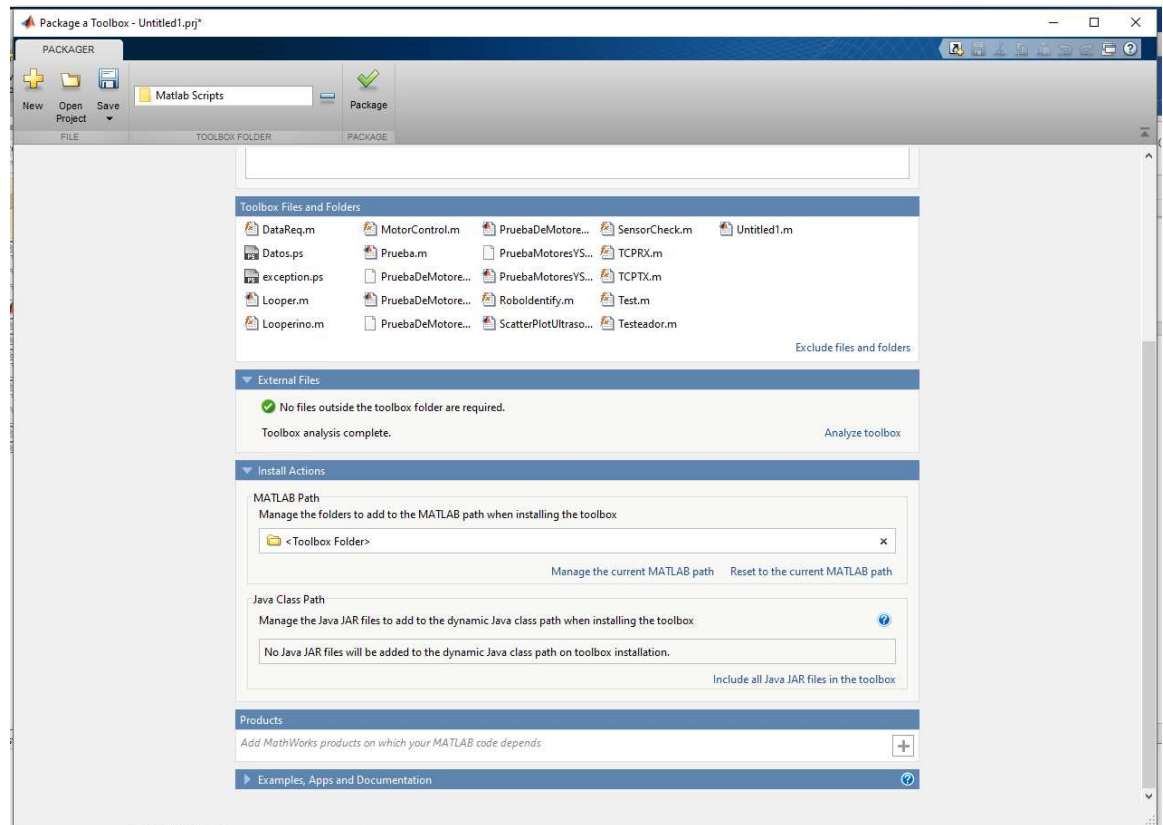 Package a Toolbox - Untitled1.prj*
PACKAGER
New
Open Project
Save
Matlab Scripts
Package
FILE
TOOLBOX FOLDER
PACKAGE
Toolbox Files and Folders
DataReq.m MotorControl.m PruebaDeMotore... SensorCheck.m Untitled1.m
Datos.ps Prueba.m PruebaMotoresYS... TCPRX.m
exception.ps PruebaDeMotore... PruebaMotoresYS... TCPTX.m
Looper.m PruebaDeMotore... RoboIdentify.m Test.m
Looperino.m PruebaDeMotore... ScatterPlotUltraso... Testeador.m
Exclude files and folders
External Files
No files outside the toolbox folder are required.
Toolbox analysis complete. Analyze toolbox
Install Actions
MATLAB Path
Manage the folders to add to the MATLAB path when installing the toolbox
<Toolbox Folder>
Manage the current MATLAB path Reset to the current MATLAB path
Java Class Path
Manage the Java JAR files to add to the dynamic Java class path when installing the toolbox
No Java JAR files will be added to the dynamic Java class path on toolbox installation.
Include all Java JAR files in the toolbox
Products
Add MathWorks products on which your MATLAB code depends
Examples, Apps and Documentation